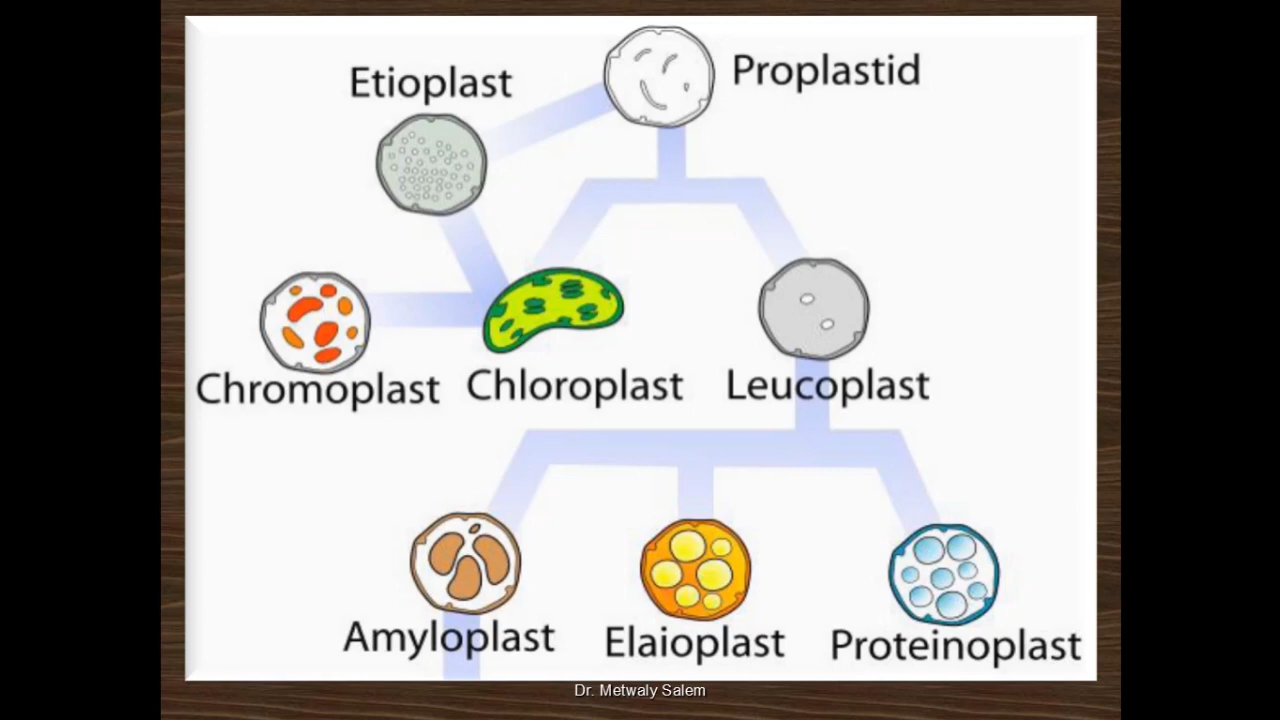 Proplastid
Etioplast
Chromoplast
Chloroplast
Leucoplast
Amyloplast
Elaioplast
Proteinoplast
Dr. Metwaly Salem